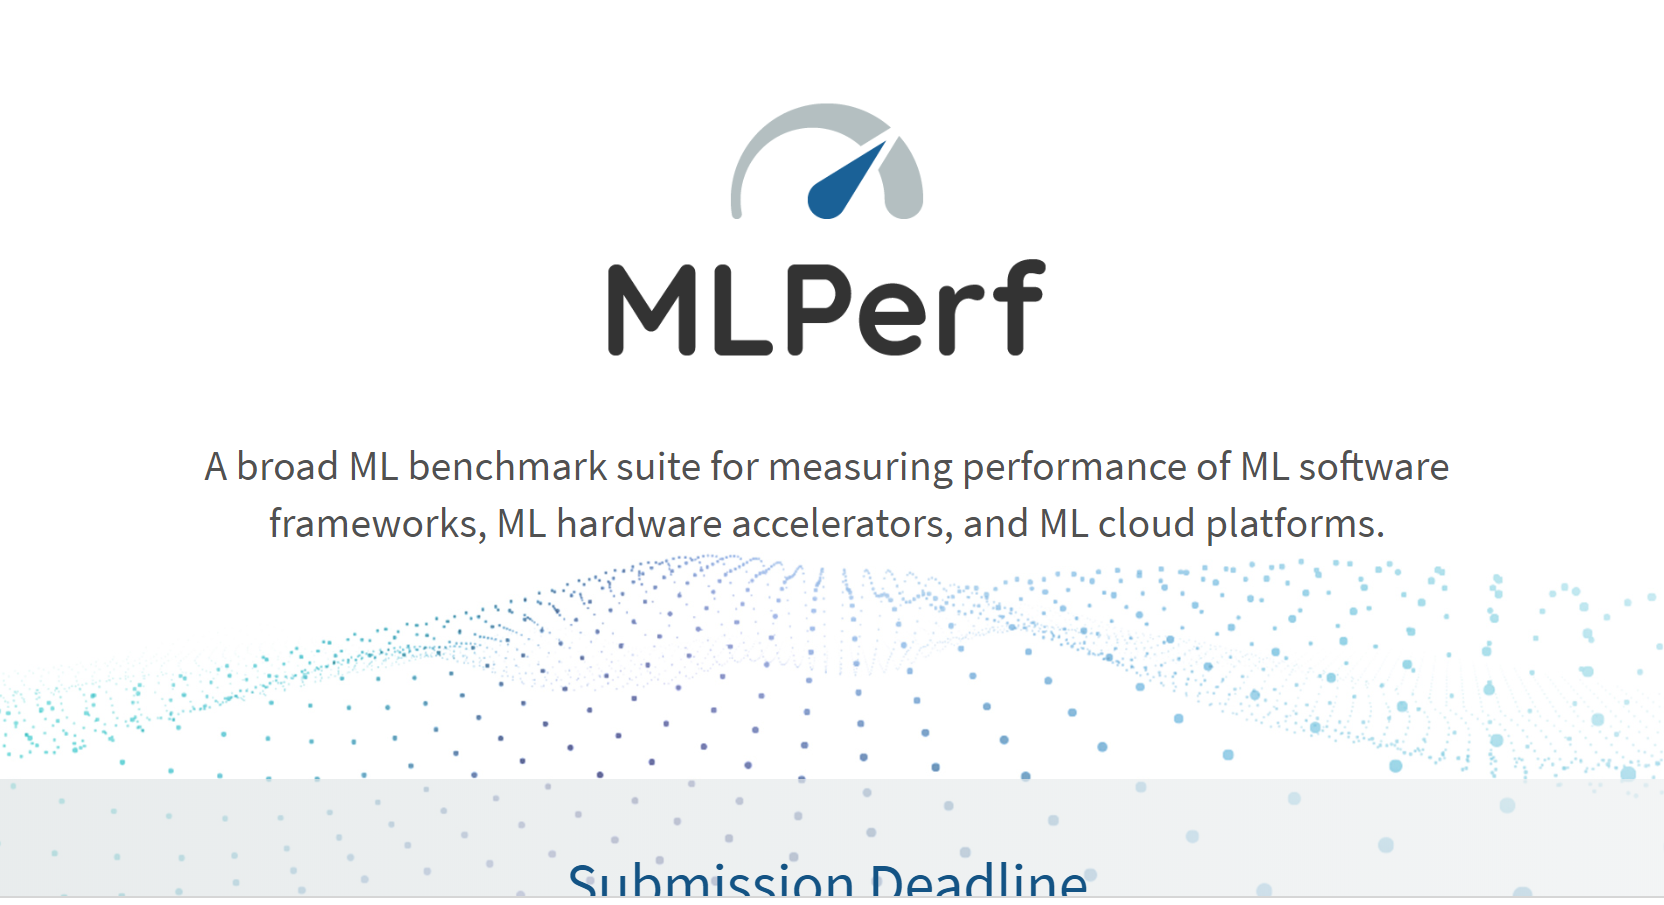 MLPerf
A broad ML benchmark suite for measuring performance of ML software
frameworks, ML hardware accelerators, and ML cloud platforms.
Submission Deadline